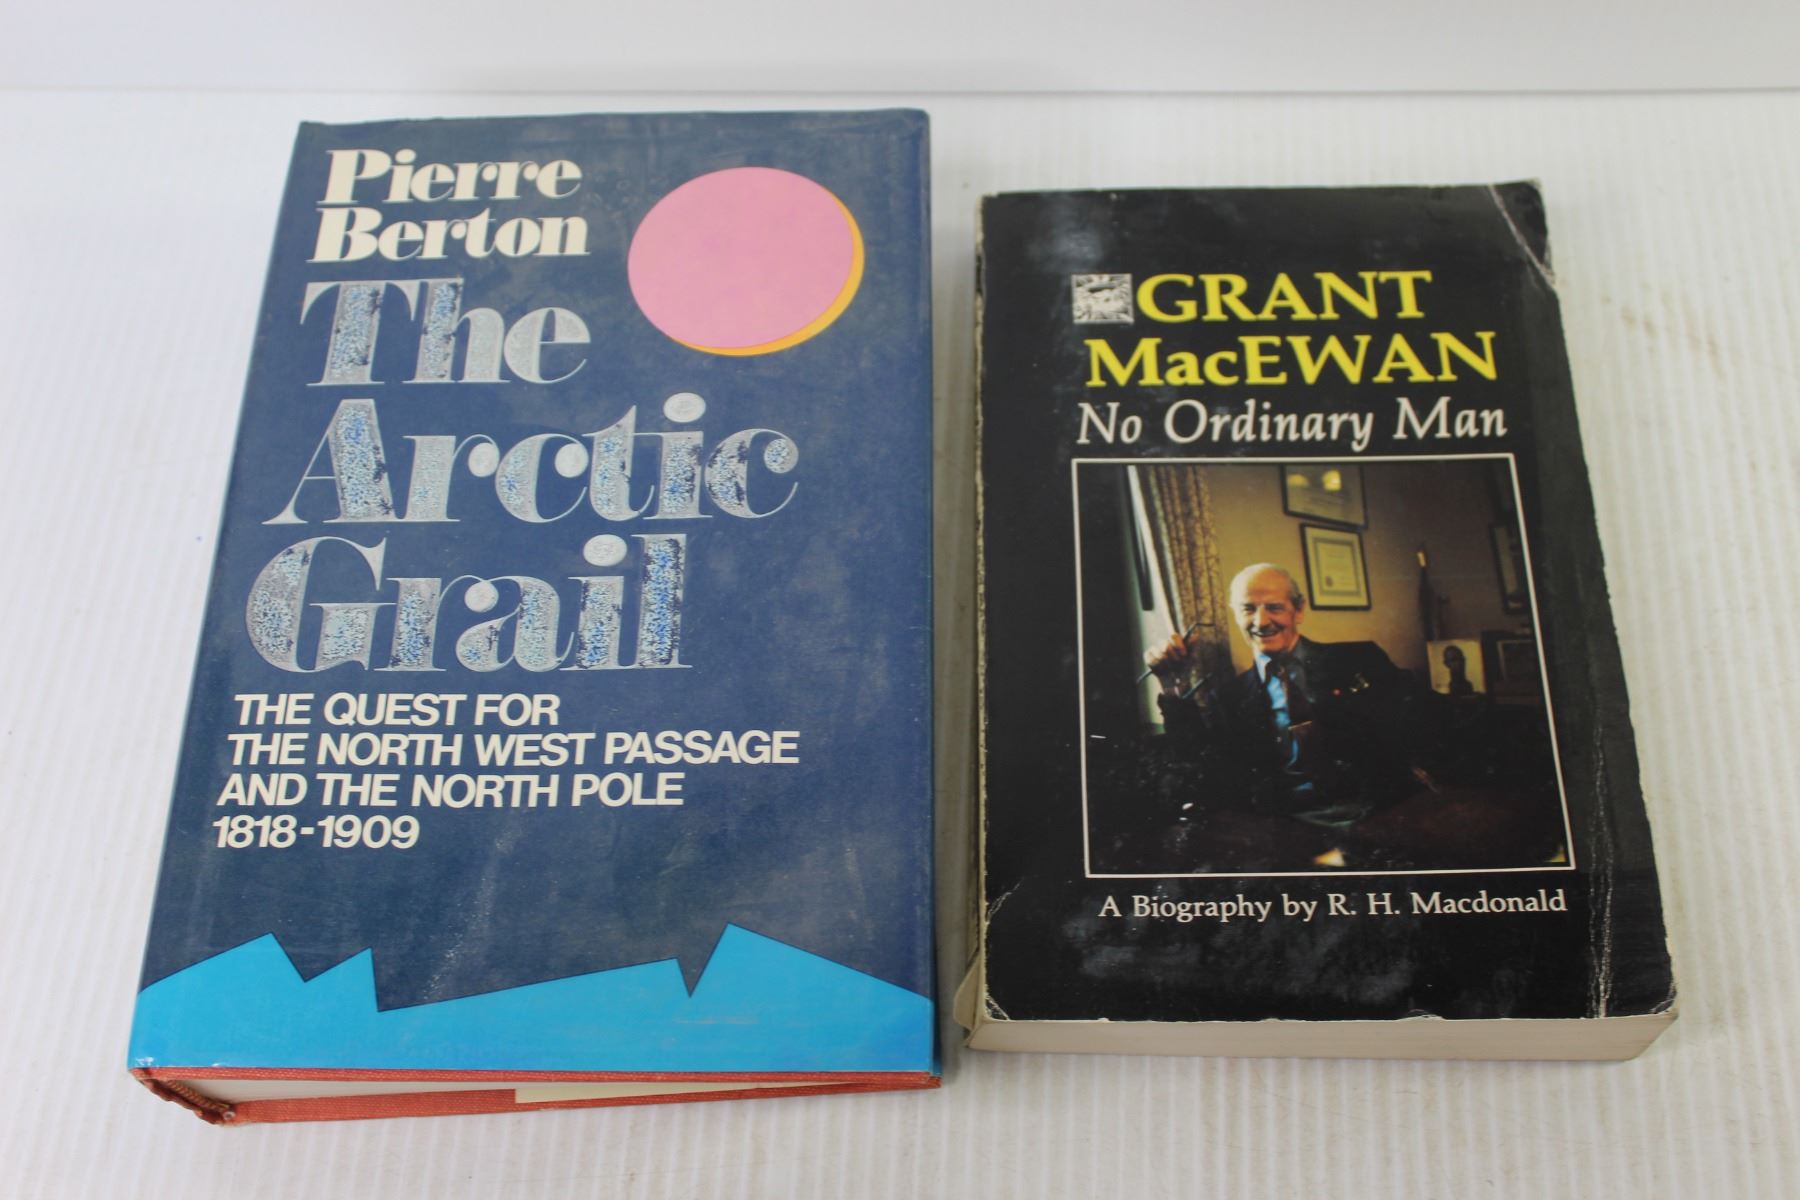 Pierre
Berton
The
Arctic
Grail
THE QUEST FOR
THE NORTH WEST PASSAGE
AND THE NORTH POLE
1818-1909
GRANT
MacEWAN
No Ordinary Man
A Biography by R. H. Macdonald